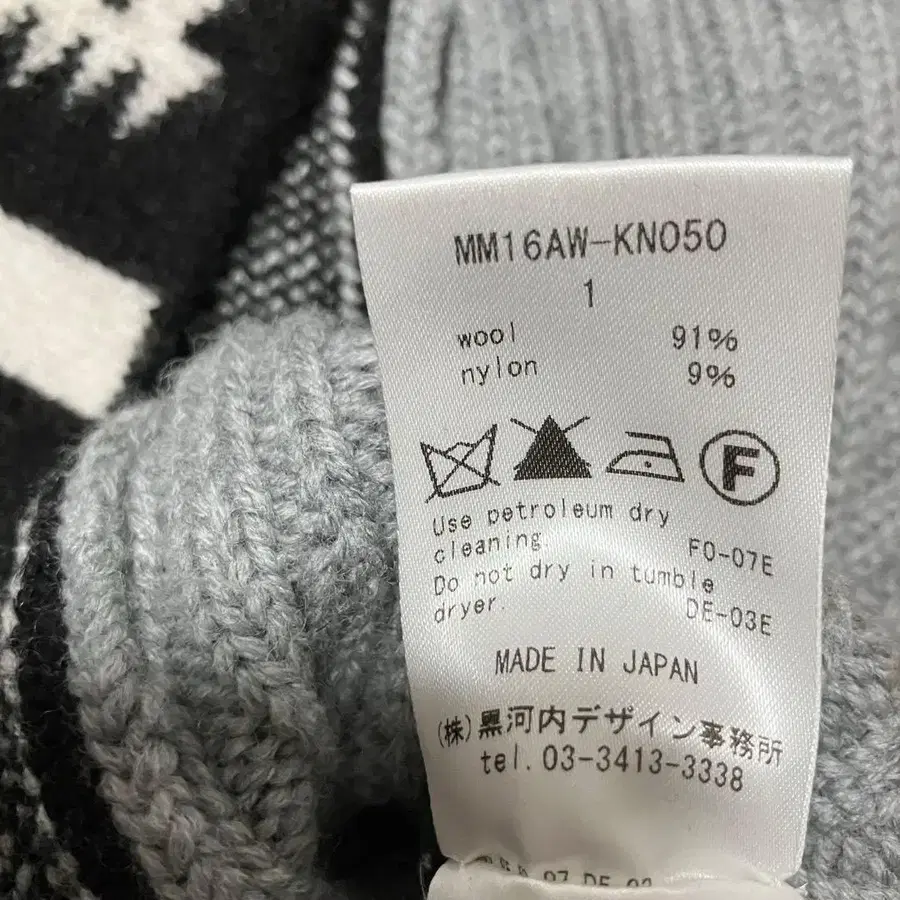 MM16AW-KN050
1
wool 91%
nylon 9%
F
Use petroleum dry
cleaning. FO-07E
Do not dry in tumble
dryer. DE-03E
MADE IN JAPAN
(株)黒河内デザイン事務所
tel.03-3413-3338